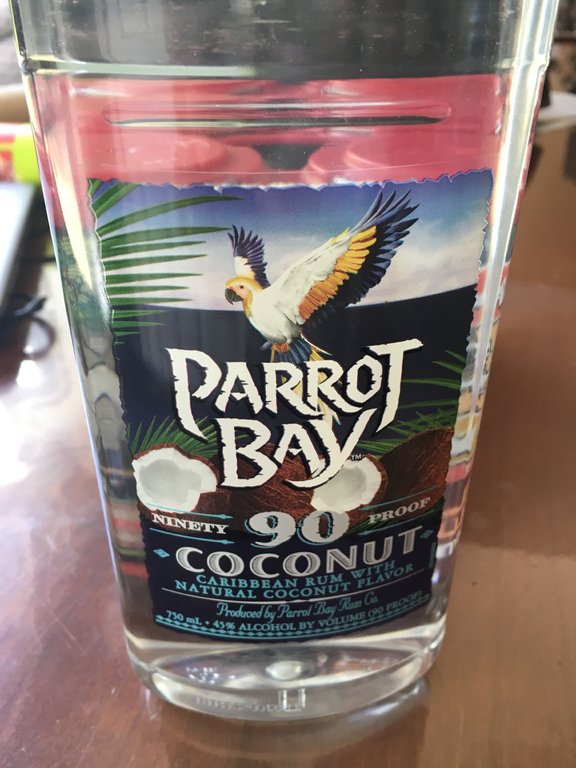 PARROT
BAY™
NINETY 90 PROOF
COCONUT
CARIBBEAN RUM WITH
NATURAL COCONUT FLAVOR
Produced by Parrot Bay Rum Co.
750 mL • 45% ALCOHOL BY VOLUME (90 PROOF)